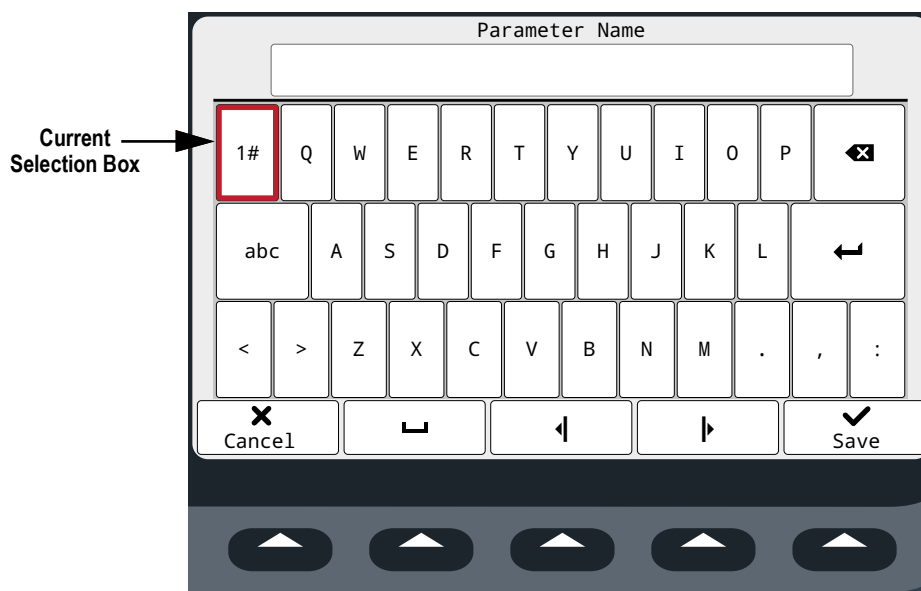 Parameter Name
Current
Selection Box
1# Q W E R T Y U I O P
abc A S D F G H J K L
< > Z X C V B N M . , :
Cancel
Save